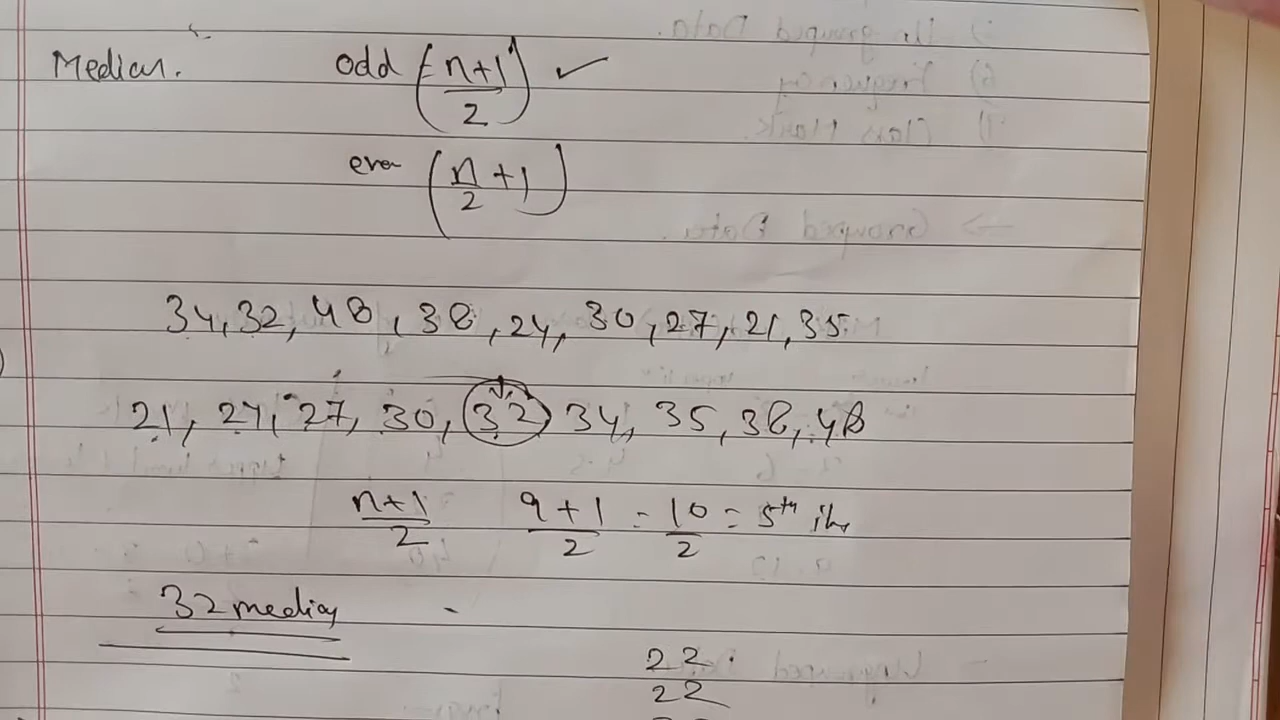 Median. odd (n+1/2) ✓
even (n/2 + 1)
34, 32, 48, 38, 24, 30, 27, 21, 35
21, 24, 27, 30, 32 34, 35, 38, 48
n+1/2 9+1/2 = 10/2 = 5th
32 median
22
22